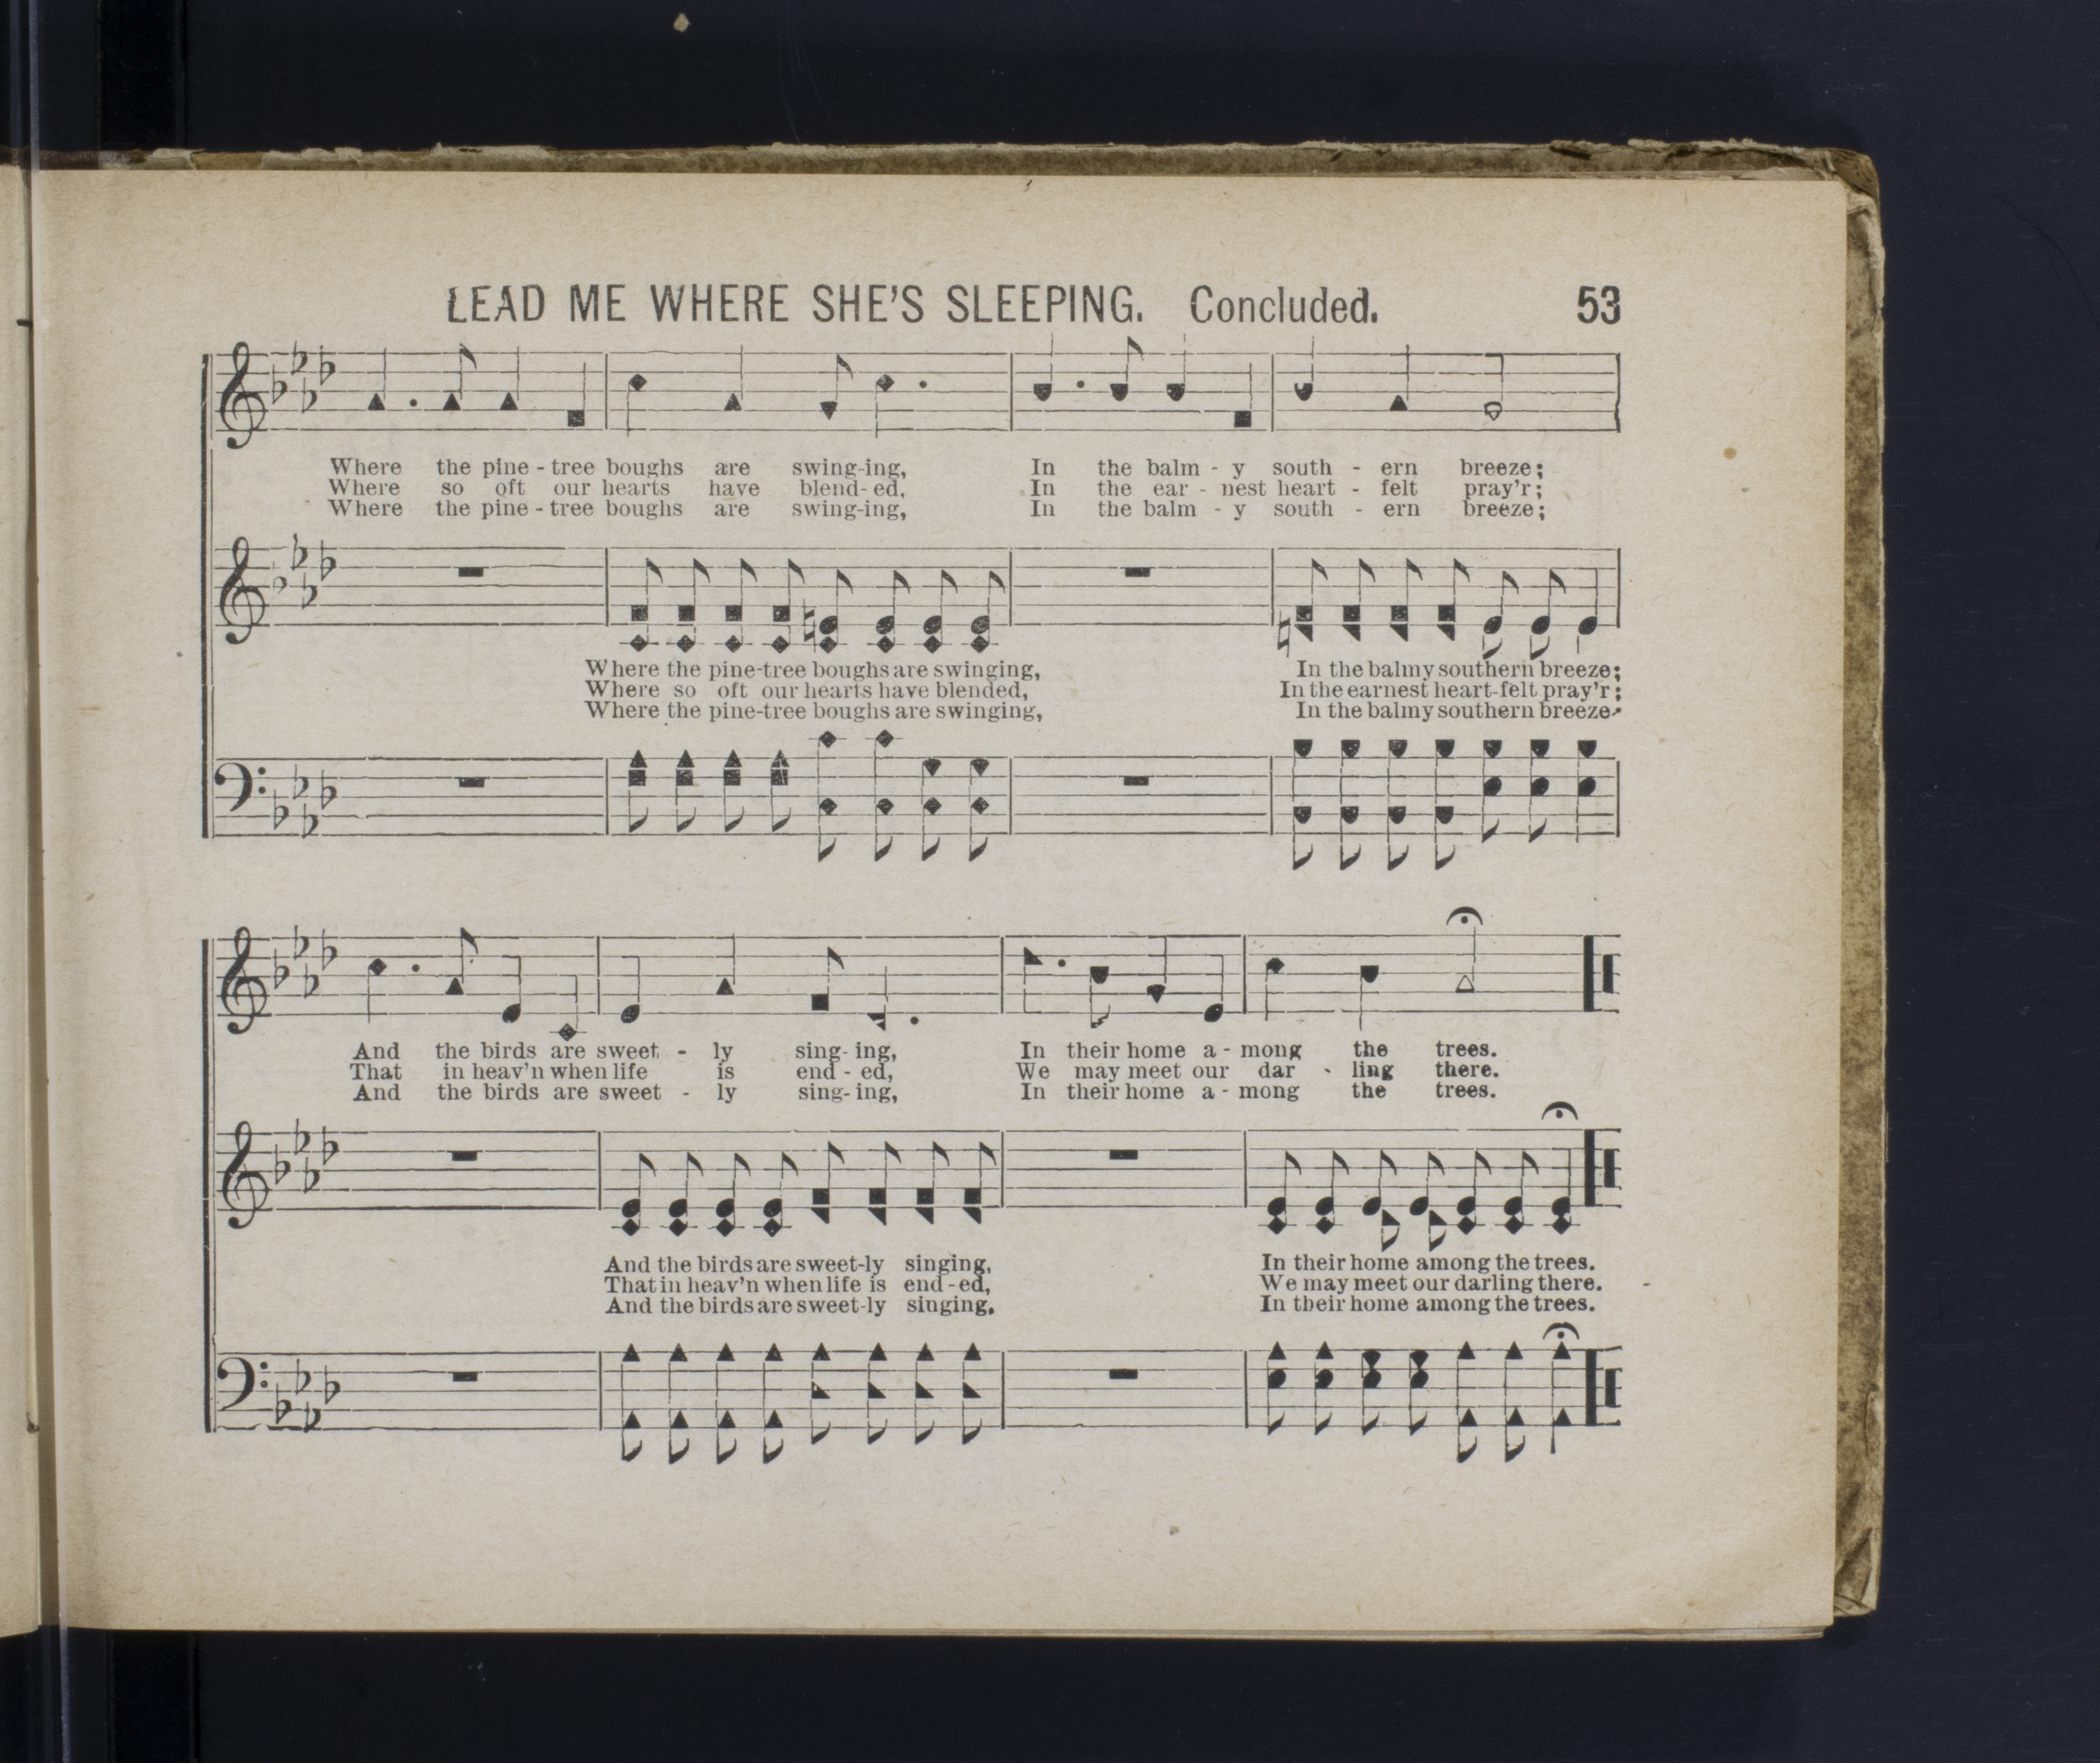 LEAD ME WHERE SHE'S SLEEPING. Concluded. 53
Where the pine - tree boughs are swing-ing, In the balm - y south - ern breeze;
Where so oft our hearts have blend- ed, In the ear - nest heart - felt pray'r;
Where the pine - tree boughs are swing-ing, In the balm - y south - ern breeze;
Where the pine-tree boughs are swinging, In the balmy southern breeze;
Where so oft our hearts have blended, In the earnest heart-felt pray'r;
Where the pine-tree boughs are swinging, In the balmy southern breeze;
And the birds are sweet - ly sing- ing, In their home a - mong the trees.
That in heav'n when life is end - ed, We may meet our dar - ling there.
And the birds are sweet - ly sing- ing, In their home a - mong the trees.
And the birds are sweet-ly singing, In their home among the trees.
That in heav'n when life is end - ed, We may meet our darling there.
And the birds are sweet-ly singing. In their home among the trees.